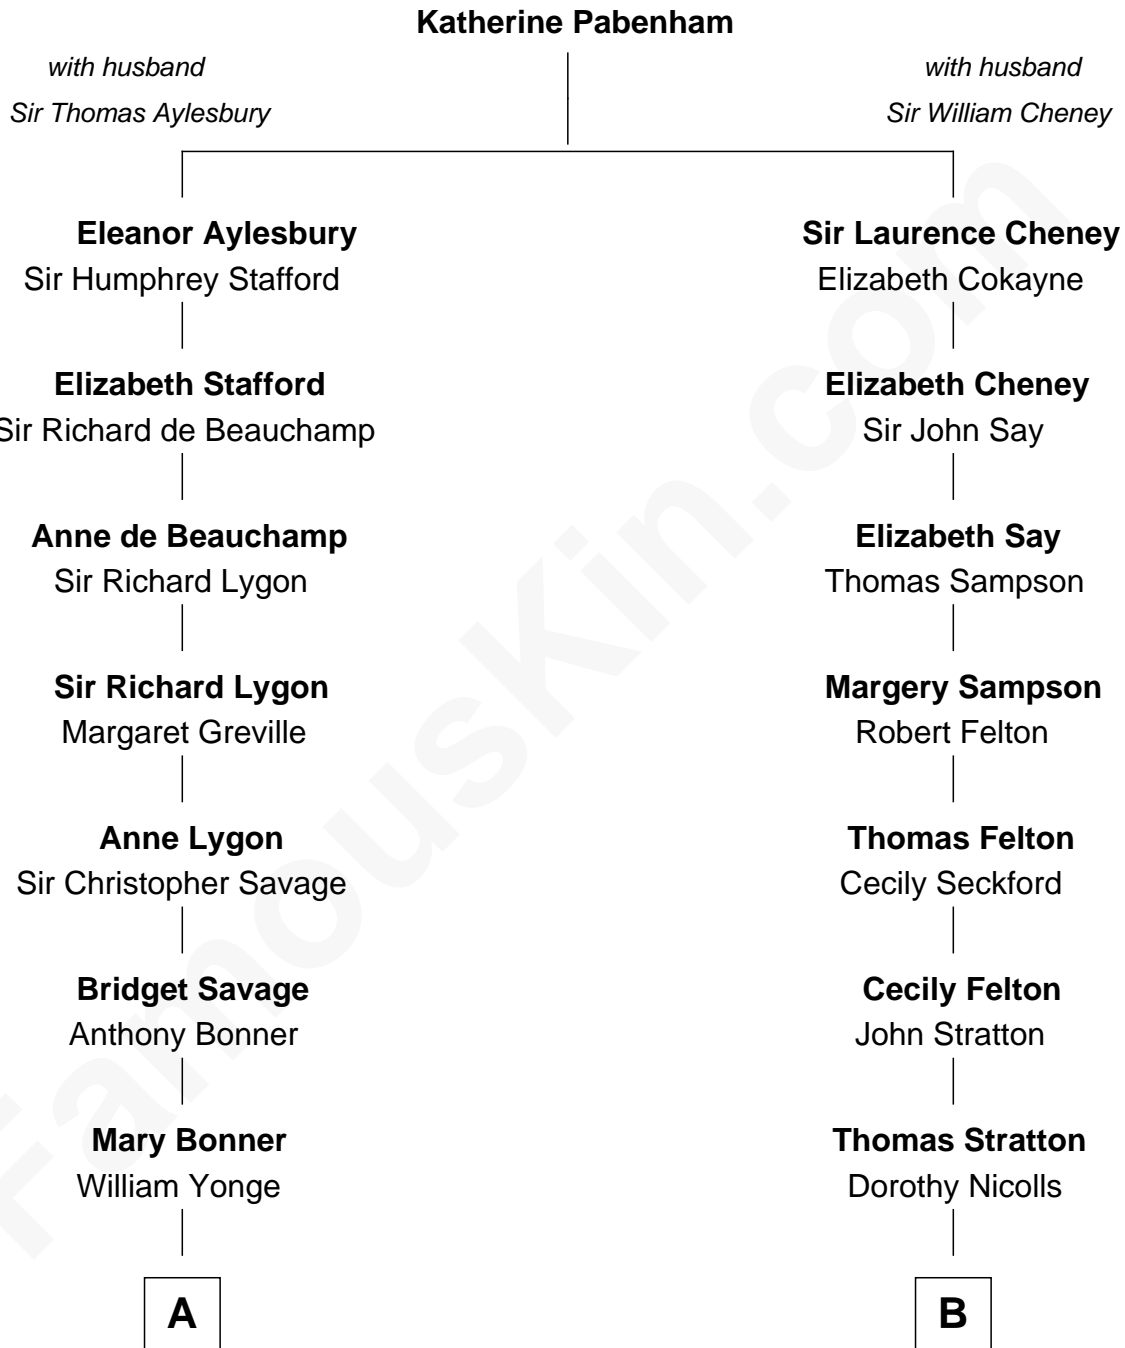 Katherine Pabenham
with husband
Sir Thomas Aylesbury
with husband
Sir William Cheney
Eleanor Aylesbury
Sir Humphrey Stafford
Sir Laurence Cheney
Elizabeth Cokayne
Elizabeth Stafford
Sir Richard de Beauchamp
Elizabeth Cheney
Sir John Say
Anne de Beauchamp
Sir Richard Lygon
Elizabeth Say
Thomas Sampson
Sir Richard Lygon
Margaret Greville
Margery Sampson
Robert Felton
Anne Lygon
Sir Christopher Savage
Thomas Felton
Cecily Seckford
Bridget Savage
Anthony Bonner
Cecily Felton
John Stratton
Mary Bonner
William Yonge
Thomas Stratton
Dorothy Nicolls
A
B
FamousKin.com